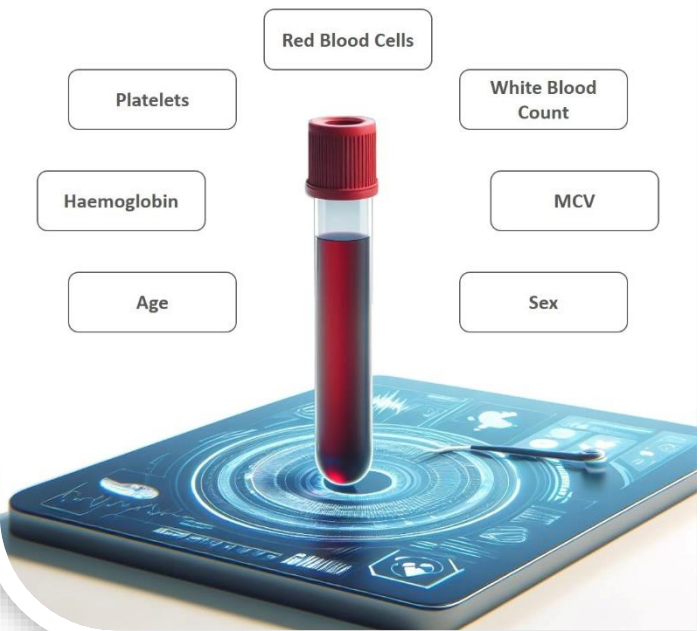 Red Blood Cells
Platelets
White Blood
Count
Haemoglobin
MCV
Age
Sex